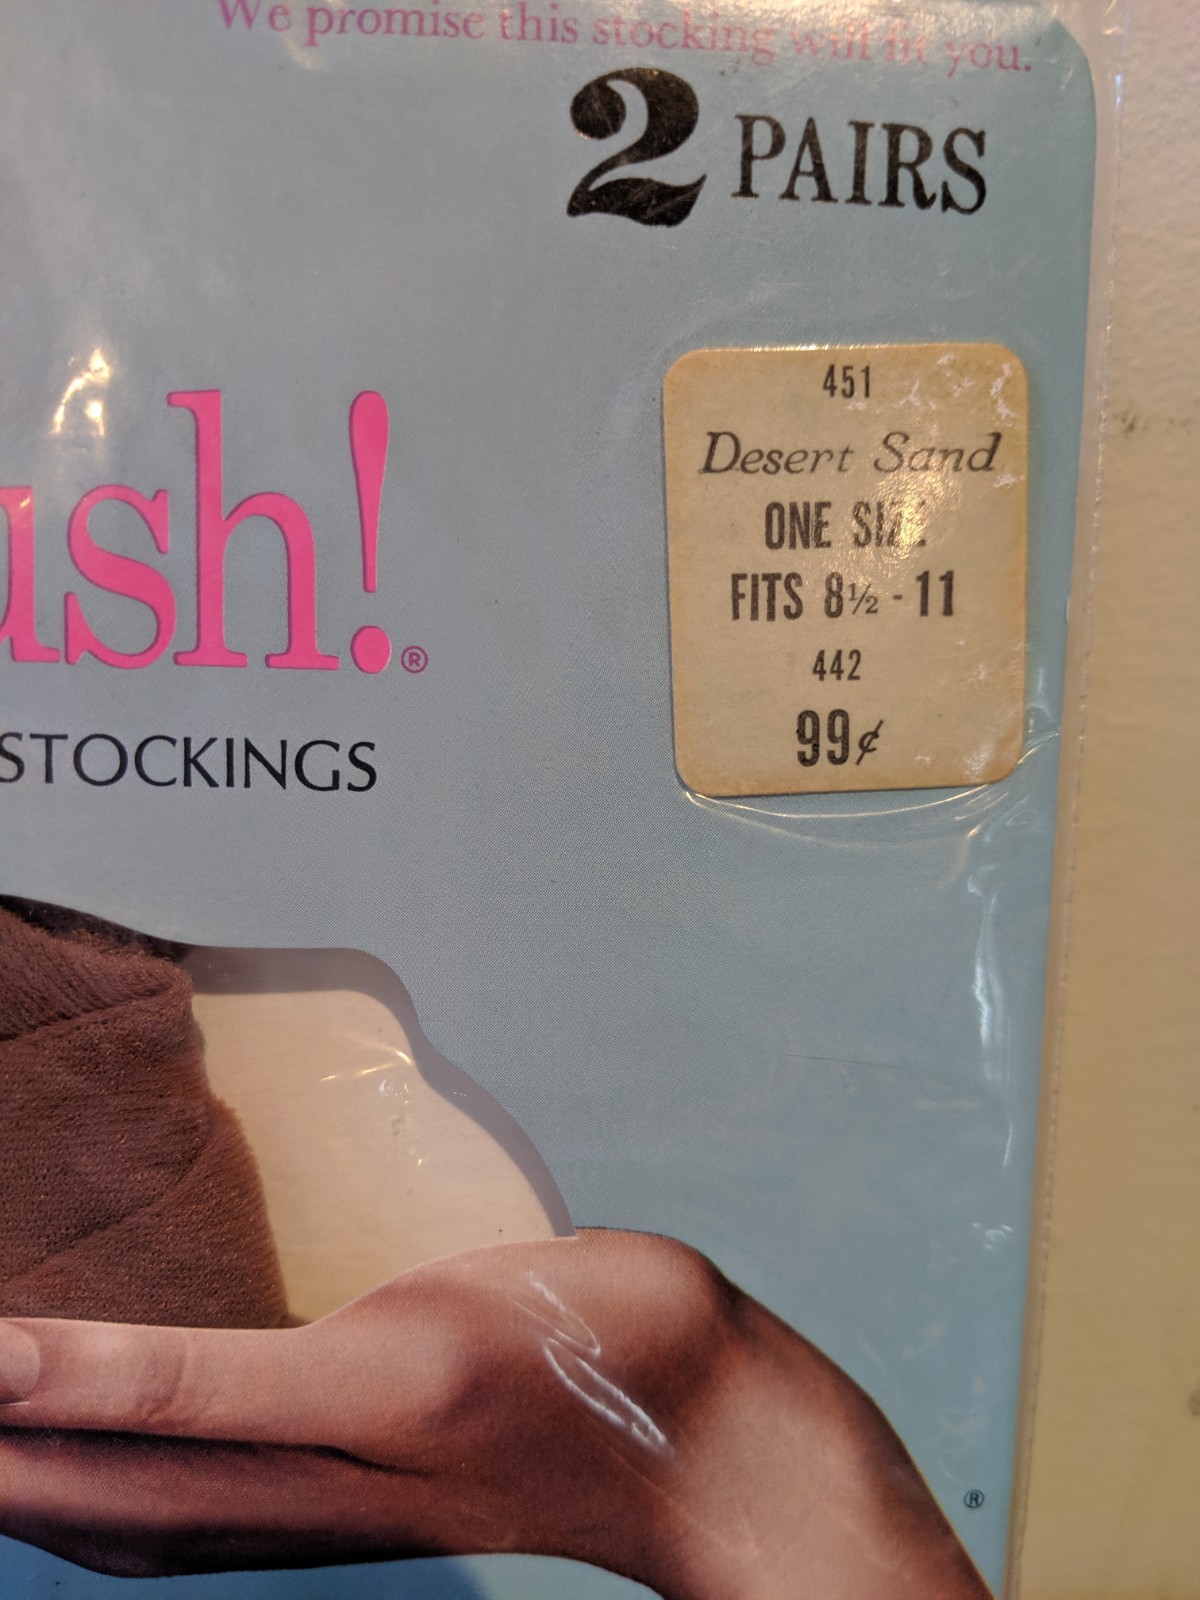 We promise this stocking will fit you.
2 PAIRS
ush!®
STOCKINGS
451
Desert Sand
ONE SIZE
FITS 8½ - 11
442
99¢
®